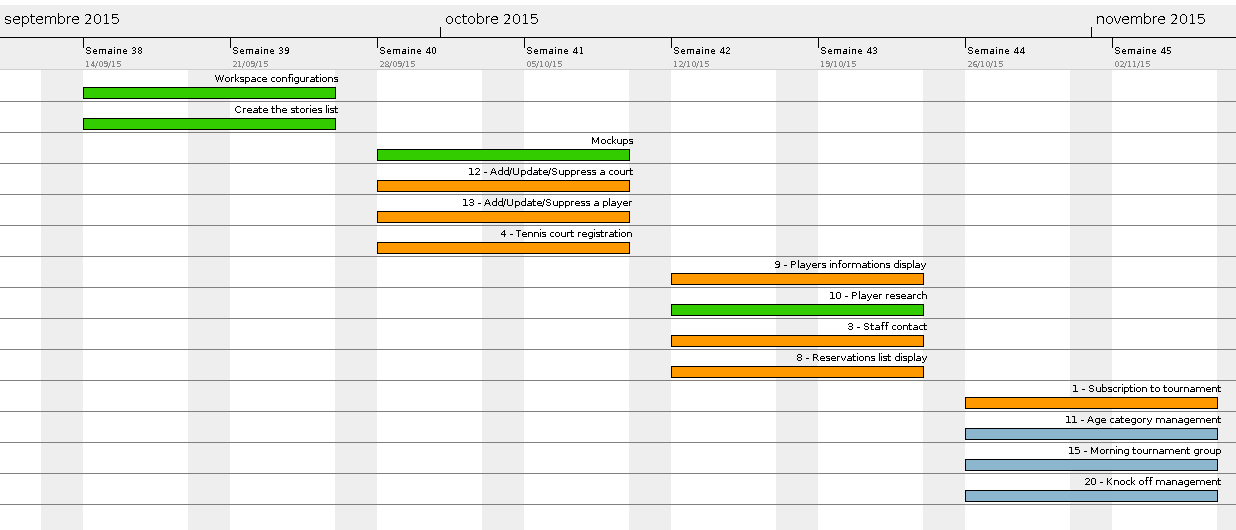 septembre 2015 octobre 2015 novembre 2015
Semaine 38 Semaine 39 Semaine 40 Semaine 41 Semaine 42 Semaine 43 Semaine 44 Semaine 45
14/09/15 21/09/15 28/09/15 05/10/15 12/10/15 19/10/15 26/10/15 02/11/15
Workspace configurations
Create the stories list
Mockups
12 - Add/Update/Suppress a court
13 - Add/Update/Suppress a player
4 - Tennis court registration
9 - Players informations display
10 - Player research
3 - Staff contact
8 - Reservations list display
1 - Subscription to tournament
11 - Age category management
15 - Morning tournament group
20 - Knock off management